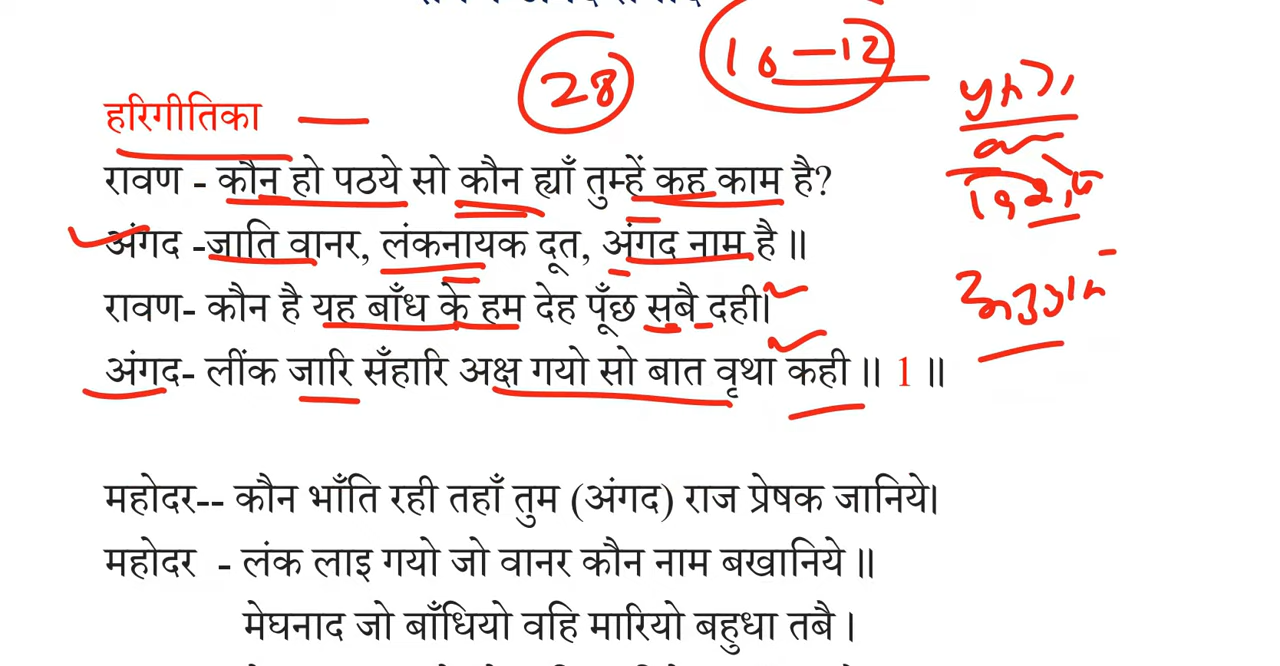 28
16-12
हरिगीतिका
रावण - कौन हो पठये सो कौन ह्याँ तुम्हें कह काम है?
अंगद -जाति वानर, लंकनायक दूत, अंगद नाम है॥
रावण- कौन है यह बाँध के हम देह पूँछ सबै दही।
अंगद- लींक जारि सँहारि अक्ष गयो सो बात वृथा कही॥ 1 ॥
महोदर-- कौन भाँति रही तहाँ तुम (अंगद) राज प्रेषक जानिये।
महोदर - लंक लाइ गयो जो वानर कौन नाम बखानिये॥
मेघनाद जो बाँधियो वहि मारियो बहुधा तबै।